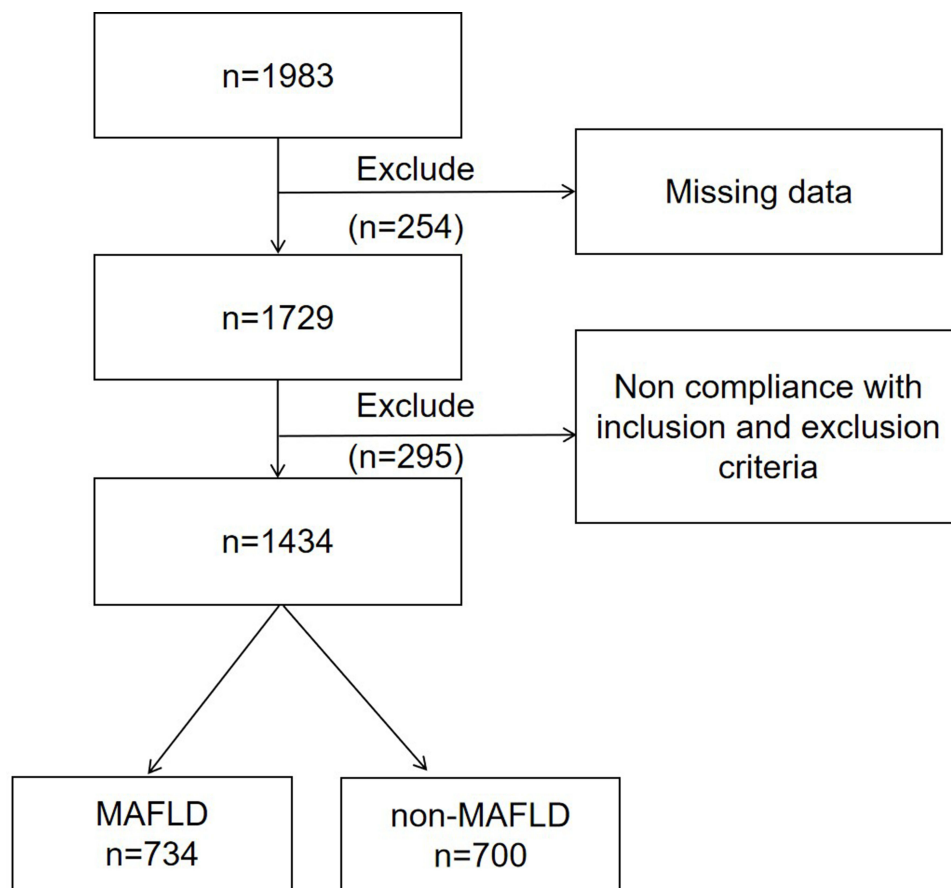 n=1983
Exclude
(n=254)
Missing data
n=1729
Exclude
(n=295)
Non compliance with
inclusion and exclusion
criteria
n=1434
MAFLD
n=734
non-MAFLD
n=700